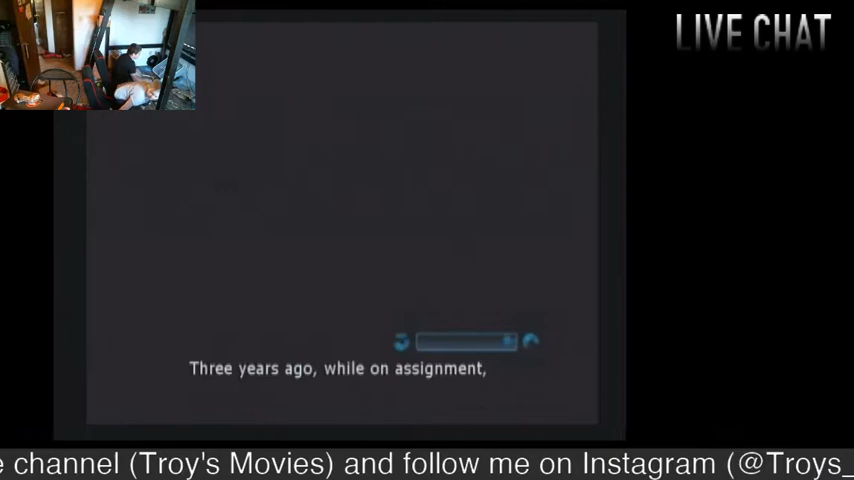 LIVE CHAT
Three years ago, while on assignment,
e channel (Troy's Movies) and follow me on Instagram (@Troys_